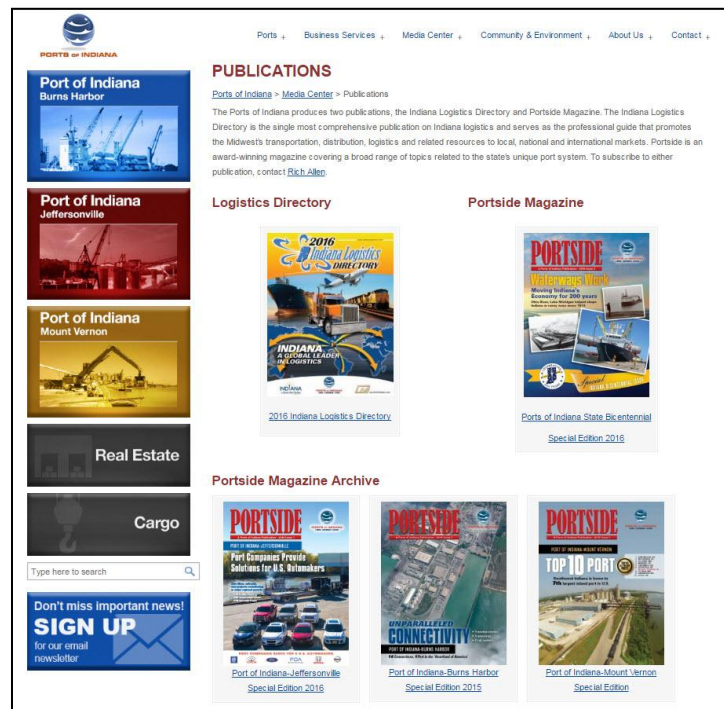 PORTS OF INDIANA
Ports +
Business Services +
Media Center +
Community & Environment +
About Us +
Contact +
Port of Indiana
Burns Harbor
Port of Indiana
Jeffersonville
Port of Indiana
Mount Vernon
Real Estate
Cargo
Type here to search
Don't miss important news!
SIGN UP
for our email
newsletter
PUBLICATIONS
Ports of Indiana > Media Center > Publications
The Ports of Indiana produces two publications, the Indiana Logistics Directory and Portside Magazine. The Indiana Logistics
Directory is the single most comprehensive publication on Indiana logistics and serves as the professional guide that promotes
the Midwest's transportation, distribution, logistics and related resources to local, national and international markets. Portside is an
award-winning magazine covering a broad range of topics related to the state's unique port system. To subscribe to either
publication, contact Rich Allen.
Logistics Directory
2016
Indiana Logistics
DIRECTORY
INDIANA
A GLOBAL LEADER
IN LOGISTICS
INDIANA
2016 Indiana Logistics Directory
Portside Magazine
PORTSIDE
Waterways Work
Moving Indiana's
Economy for 200 years
Special
Ports of Indiana State Bicentennial
Special Edition 2016
Portside Magazine Archive
PORTSIDE
PORT OF INDIANA-JEFFERSONVILLE
Port Companies Provide
Solutions for U.S. Automakers
Port of Indiana-Jeffersonville
Special Edition 2016
PORTSIDE
UNPARALLELED
CONNECTIVITY
PORT OF INDIANA-BURNS HARBOR
Port of Indiana-Burns Harbor
Special Edition 2015
PORTSIDE
PORT OF INDIANA-MOUNT VERNON
TOP 10 PORT
Port of Indiana-Mount Vernon
Special Edition